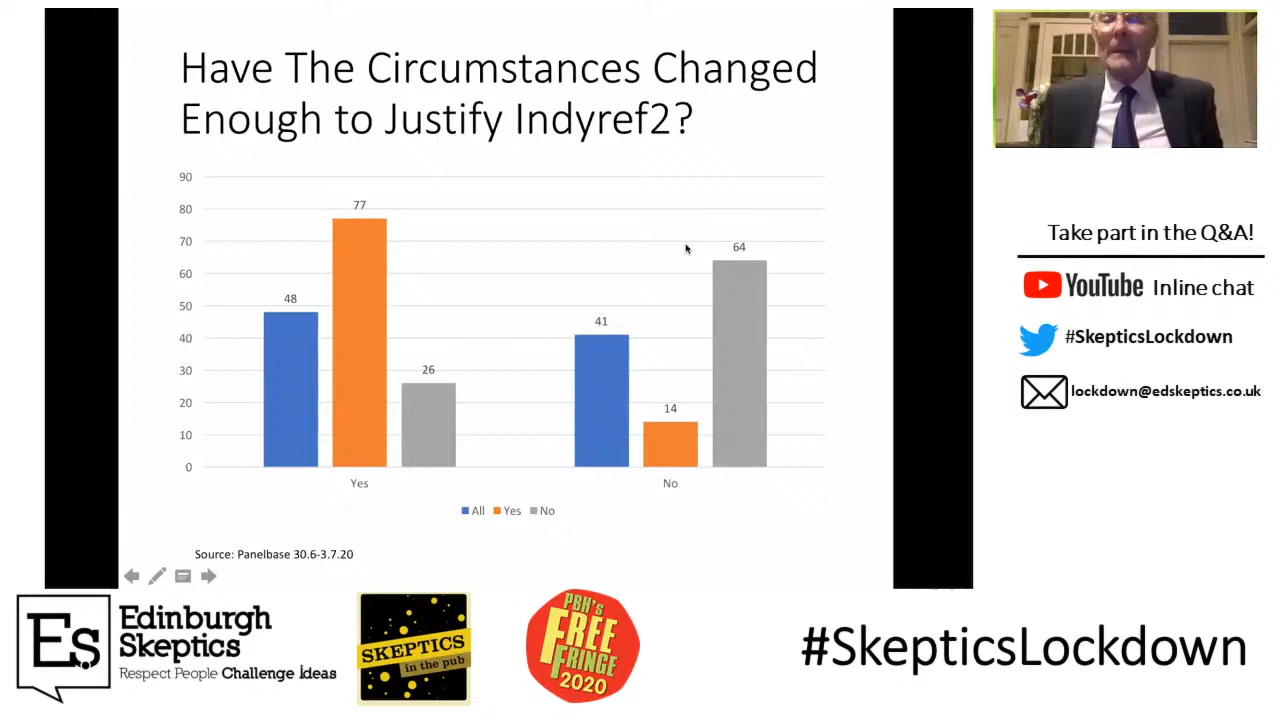 Have The Circumstances Changed
Enough to Justify Indyref2?
90
80
70
60
50
40
30
20
10
0
48
77
26
41
14
64
Yes
No
All Yes No
Source: Panelbase 30.6-3.7.20
Take part in the Q&A!
YouTube Inline chat
#SkepticsLockdown
lockdown@edskeptics.co.uk
Es
Edinburgh
Skeptics
Respect People Challenge Ideas
SKEPTICS
in the pub
PBH's
FREE
FRINGE
2020
#SkepticsLockdown